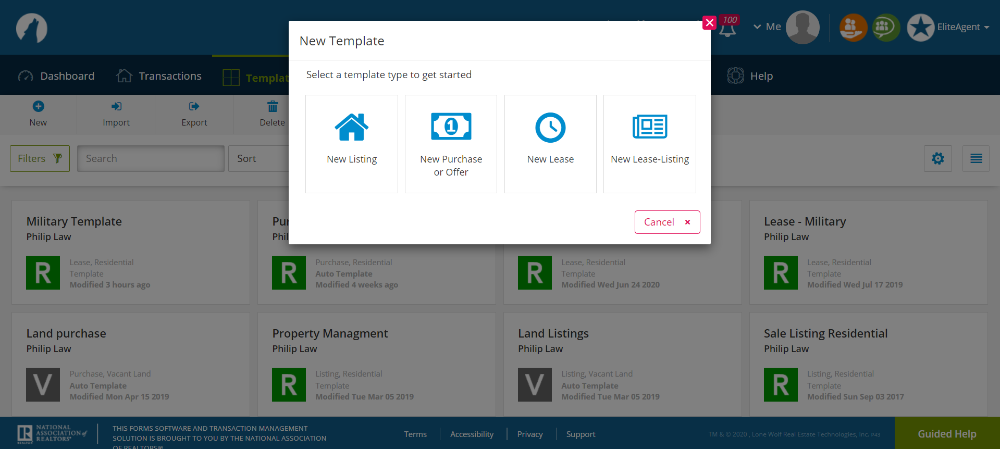 100
Me
EliteAgent
New Template
Dashboard
Transactions
Templat
Help
Select a template type to get started
New
Import
Export
Delete
Filters
Search
Sort
New Listing
New Purchase
or Offer
New Lease
New Lease-Listing
Cancel
Military Template
Philip Law
R
Lease, Residential
Template
Modified 3 hours ago
Pur
Phil
R
Purchase, Residential
Auto Template
Modified 4 weeks ago
R
Lease, Residential
Template
Modified Wed Jun 24 2020
Lease - Military
Philip Law
R
Lease, Residential
Template
Modified Wed Jul 17 2019
Land purchase
Philip Law
V
Purchase, Vacant Land
Auto Template
Modified Mon Apr 15 2019
Property Managment
Philip Law
R
Listing, Residential
Template
Modified Tue Mar 05 2019
Land Listings
Philip Law
V
Listing, Vacant Land
Auto Template
Modified Tue Mar 05 2019
Sale Listing Residential
Philip Law
R
Listing, Residential
Template
Modified Sun Sep 03 2017
R
REALTOR
NATIONAL
ASSOCIATION of
REALTORS®
THIS FORMS SOFTWARE AND TRANSACTION MANAGEMENT
SOLUTION IS BROUGHT TO YOU BY THE NATIONAL ASSOCIATION
OF REALTORS®
Terms
Accessibility
Privacy
Support
TM & © 2020 , Lone Wolf Real Estate Technologies, Inc. P43
Guided Help